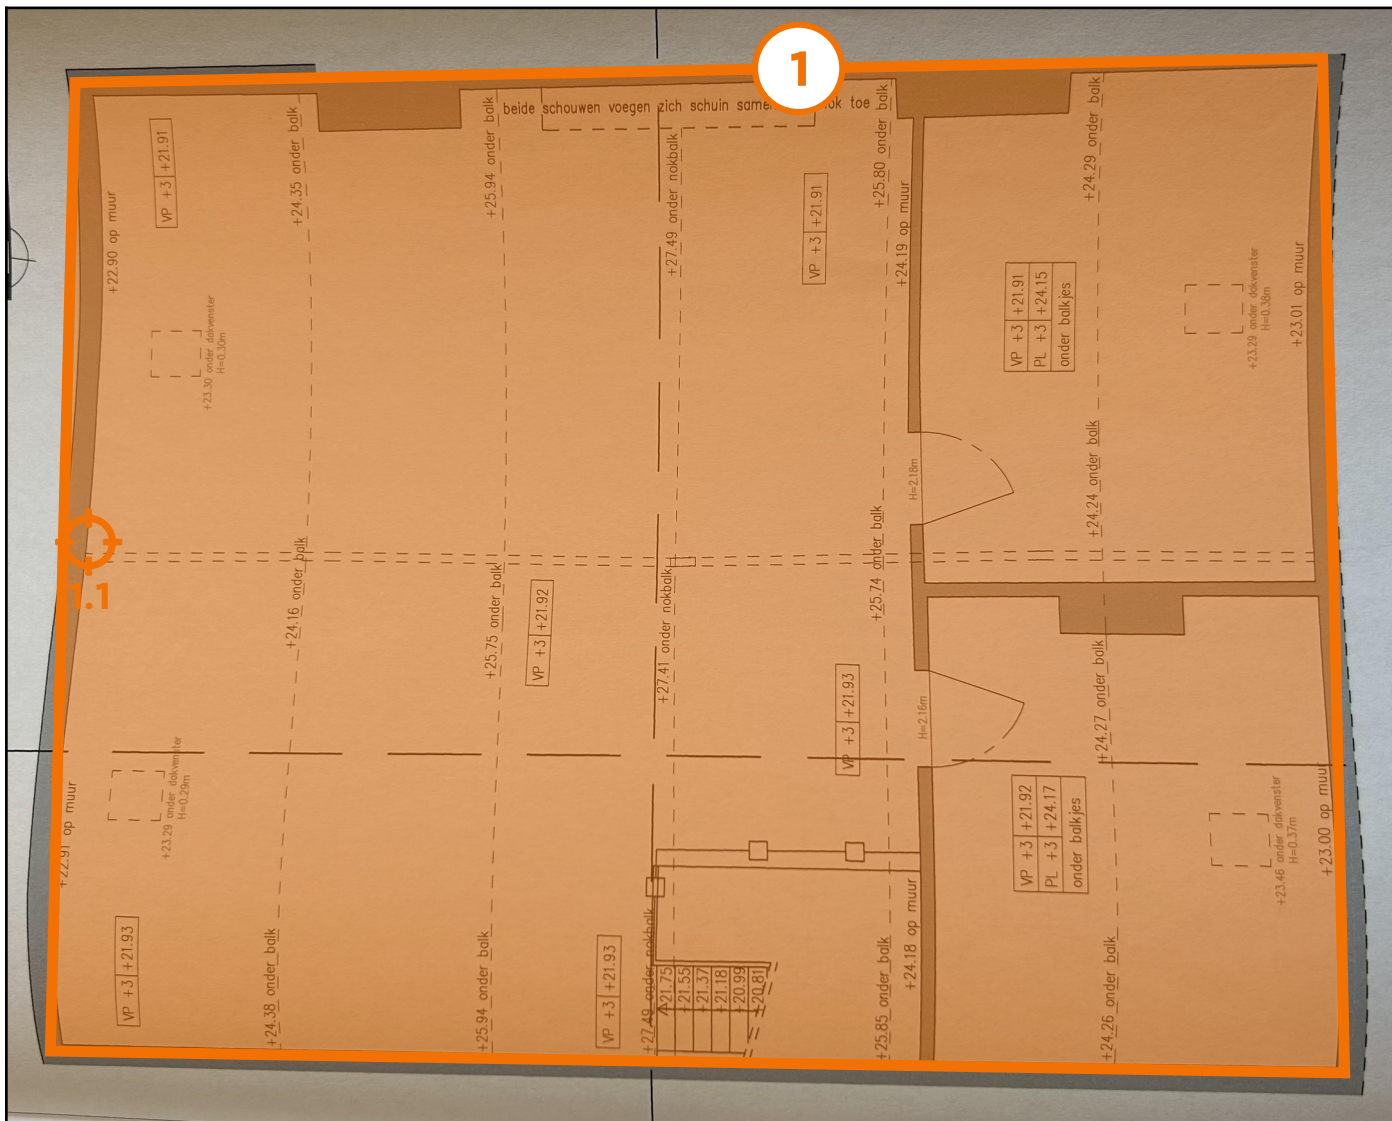 1
beide schouwen voegen zich schuin
ok toe
VP +3 +21.91
+22.90 op muur
+24.35 onder balk
+25.94 onder balk
+27.49 onder nokbalk
VP +3 +21.91
+25.80 onder balk
+24.19 op muur
+24.29 onder balk
VP +3 +21.91
PL +3 +24.15
onder balkjes
+23.29 onder dakvenster
H=0.38m
+23.01 op muur
+23.30 onder dakvenster
H=0.30m
H=2.18m
+24.24 onder balk
1.1
+24.16 onder balk
+25.75 onder balk
VP +3 +21.92
+27.41 onder nokbalk
+25.74 onder balk
VP +3 +21.93
H=2.16m
+24.27 onder balk
+22.91 op muur
+23.29 onder dakvenster
H=0.29m
VP +3 +21.92
PL +3 +24.17
onder balkjes
+23.46 onder dakvenster
H=0.37m
+23.00 op muur
VP +3 +21.93
+24.38 onder balk
+25.94 onder balk
VP +3 +21.93
+27.49 onder nokbalk
+21.75
+21.55
+21.37
+21.18
+20.99
+20.81
+25.85 onder balk
+24.18 op muur
+24.26 onder balk